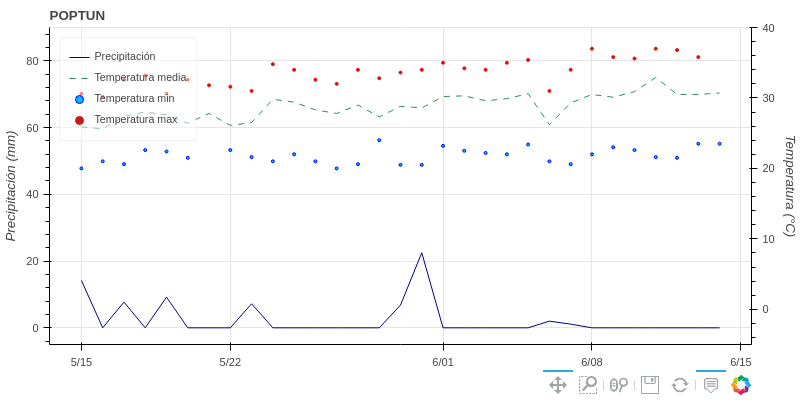 POPTUN
Precipitación
Temperatura media
Temperatura min
Temperatura max
Precipitación (mm)
80
60
40
20
0
Temperatura (°C)
40
30
20
10
0
5/15
5/22
6/01
6/08
6/15